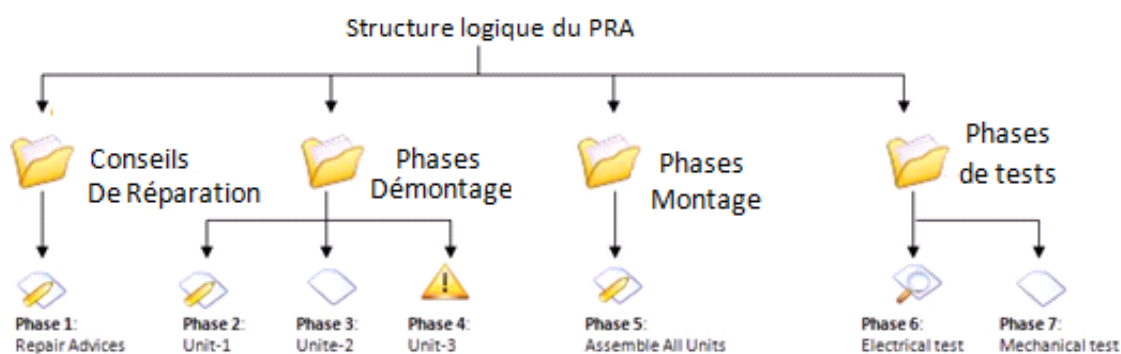 Structure logique du PRA
Conseils
De Réparation
Phases
Démontage
Phases
Montage
Phases
de tests
Phase 1:
Repair Advices
Phase 2:
Unit-1
Phase 3:
Unite-2
Phase 4:
Unit-3
Phase 5:
Assemble All Units
Phase 6:
Electrical test
Phase 7:
Mechanical test